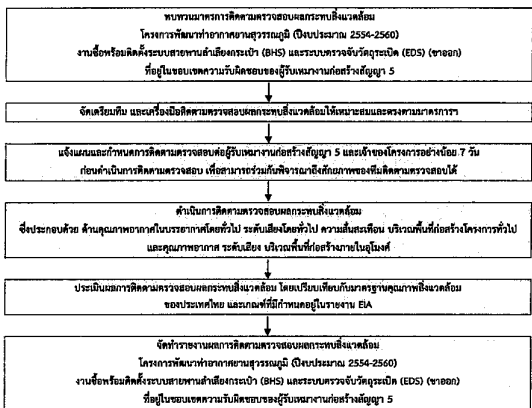 ทบทวนมาตรการติดตามตรวจสอบผลกระทบสิ่งแวดล้อม
โครงการพัฒนาท่าอากาศยานสุวรรณภูมิ (ปีงบประมาณ 2554-2560)
งานซื้อพร้อมติดตั้งระบบสายพานลำเลียงกระเป๋า (BHS) และระบบตรวจจับวัตถุระเบิด (EDS) (ขาออก)
ที่อยู่ในขอบเขตความรับผิดชอบของผู้รับเหมางานก่อสร้างสัญญา 5
จัดเตรียมทีม และเครื่องมือติดตามตรวจสอบผลกระทบสิ่งแวดล้อมให้เหมาะสมและตรงตามมาตรการฯ
แจ้งแผนและกำหนดการติดตามตรวจสอบต่อผู้รับเหมางานก่อสร้างสัญญา 5 และเจ้าของโครงการอย่างน้อย 7 วัน
ก่อนดำเนินการติดตามตรวจสอบ เพื่อสามารถร่วมกันพิจารณาถึงศักยภาพของทีมติดตามตรวจสอบได้
ดำเนินการติดตามตรวจสอบผลกระทบสิ่งแวดล้อม
ซึ่งประกอบด้วย ด้านคุณภาพอากาศในบรรยากาศโดยทั่วไป ระดับเสียงโดยทั่วไป ความสั่นสะเทือน บริเวณพื้นที่ก่อสร้างโครงการทั่วไป
และคุณภาพอากาศ ระดับเสียง บริเวณพื้นที่ก่อสร้างภายในอุโมงค์
ประเมินผลการติดตามตรวจสอบผลกระทบสิ่งแวดล้อม โดยเปรียบเทียบกับมาตรฐานคุณภาพสิ่งแวดล้อม
ของประเทศไทย และเกณฑ์ที่มีกำหนดอยู่ในรายงาน EIA
จัดทำรายงานผลการติดตามตรวจสอบผลกระทบสิ่งแวดล้อม
โครงการพัฒนาท่าอากาศยานสุวรรณภูมิ (ปีงบประมาณ 2554-2560)
งานซื้อพร้อมติดตั้งระบบสายพานลำเลียงกระเป๋า (BHS) และระบบตรวจจับวัตถุระเบิด (EDS) (ขาออก)
ที่อยู่ในขอบเขตความรับผิดชอบของผู้รับเหมางานก่อสร้างสัญญา 5